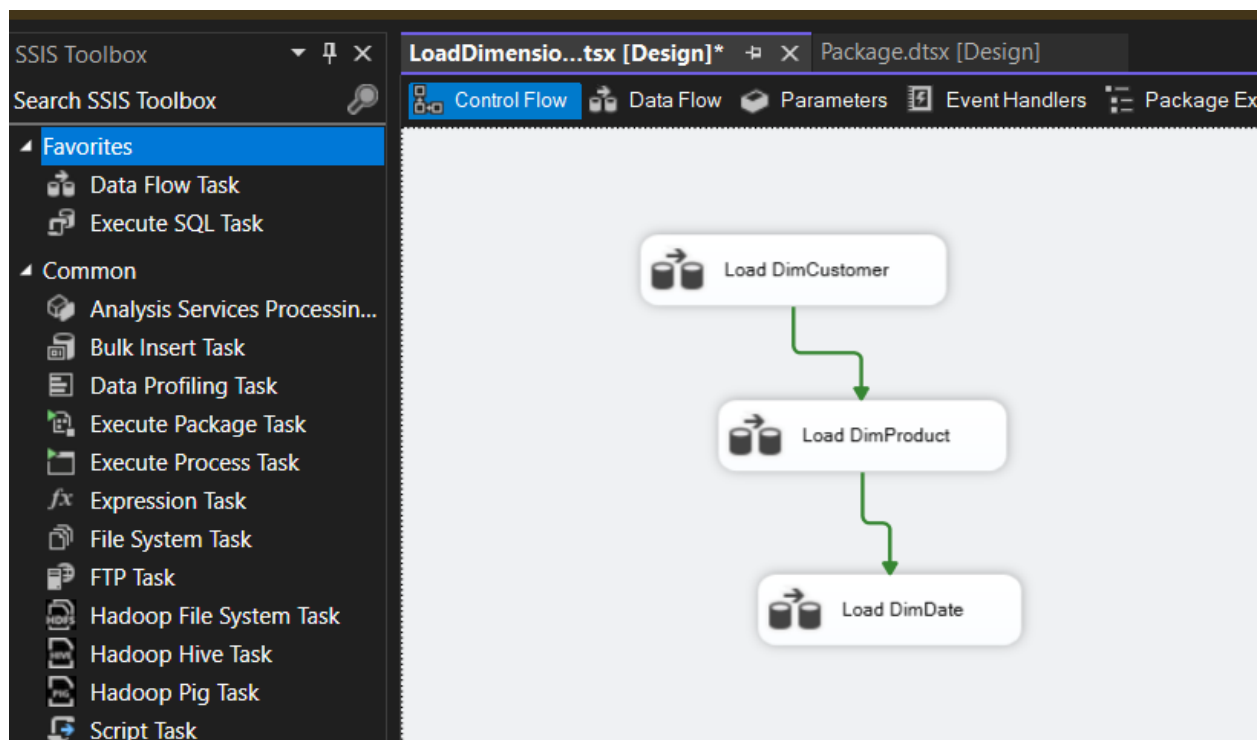 SSIS Toolbox
Search SSIS Toolbox
Favorites
Data Flow Task
Execute SQL Task
Common
Analysis Services Processin...
Bulk Insert Task
Data Profiling Task
Execute Package Task
Execute Process Task
Expression Task
File System Task
FTP Task
Hadoop File System Task
Hadoop Hive Task
Hadoop Pig Task
Script Task
LoadDimensio...tsx [Design]* Package.dtsx [Design]
Control Flow Data Flow Parameters Event Handlers Package Ex
Load DimCustomer
Load DimProduct
Load DimDate